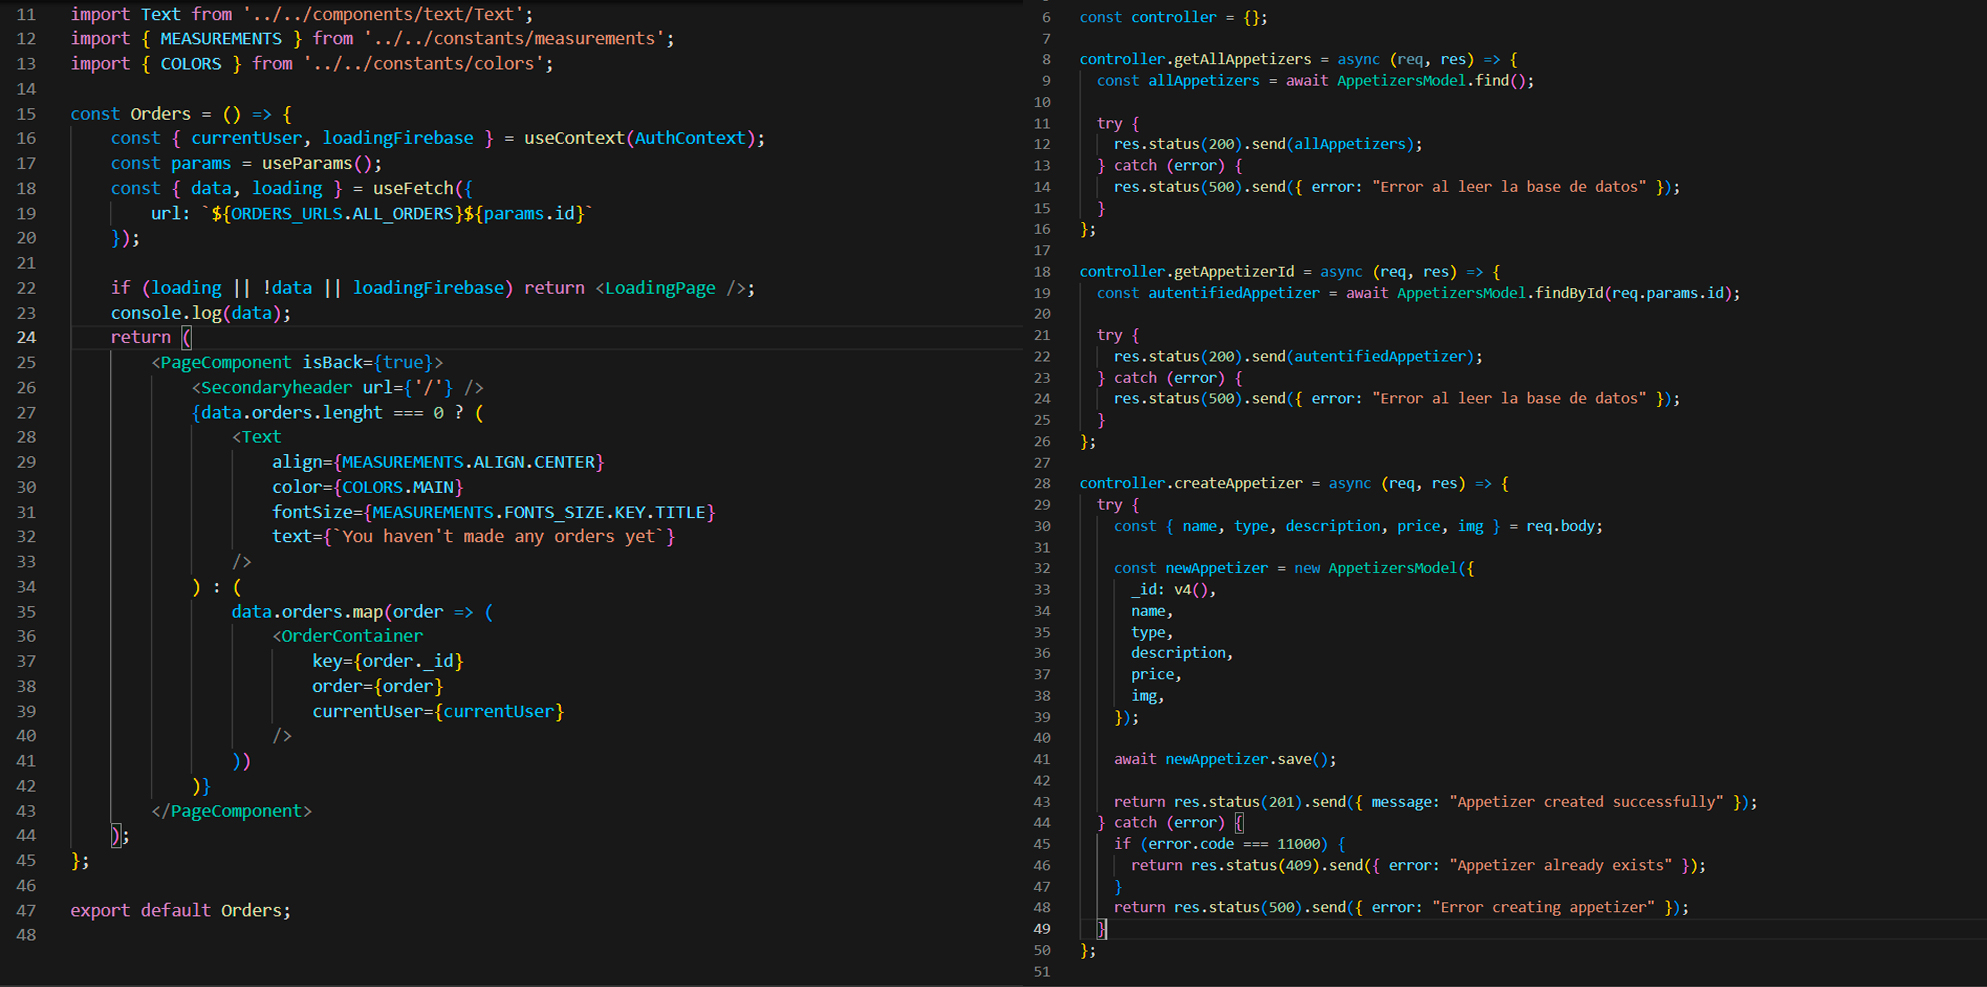 11 import Text from '../../components/text/Text';
12 import { MEASUREMENTS } from '../../constants/measurements';
13 import { COLORS } from '../../constants/colors';
14
15 const Orders = () => {
16 const { currentUser, loadingFirebase } = useContext(AuthContext);
17 const params = useParams();
18 const { data, loading } = useFetch({
19 url: `${ORDERS_URLS.ALL_ORDERS}${params.id}`
20 });
21
22 if (loading || !data || loadingFirebase) return <LoadingPage />;
23 console.log(data);
24 return (
25 <PageComponent isBack={true}>
26 <Secondaryheader url={'/'} />
27 {data.orders.lenght === 0 ? (
28 <Text
29 align={MEASUREMENTS.ALIGN.CENTER}
30 color={COLORS.MAIN}
31 fontSize={MEASUREMENTS.FONTS_SIZE.KEY.TITLE}
32 text={`You haven't made any orders yet`}
33 />
34 ) : (
35 data.orders.map(order => (
36 <OrderContainer
37 key={order._id}
38 order={order}
39 currentUser={currentUser}
40 />
41 ))
42 )}
43 </PageComponent>
44 );
45 };
46
47 export default Orders;
48
6 const controller = {};
7
8 controller.getAllAppetizers = async (req, res) => {
9 const allAppetizers = await AppetizersModel.find();
10
11 try {
12 res.status(200).send(allAppetizers);
13 } catch (error) {
14 res.status(500).send({ error: "Error al leer la base de datos" });
15 }
16 };
17
18 controller.getAppetizerId = async (req, res) => {
19 const autentifiedAppetizer = await AppetizersModel.findById(req.params.id);
20
21 try {
22 res.status(200).send(autentifiedAppetizer);
23 } catch (error) {
24 res.status(500).send({ error: "Error al leer la base de datos" });
25 }
26 };
27
28 controller.createAppetizer = async (req, res) => {
29 try {
30 const { name, type, description, price, img } = req.body;
31
32 const newAppetizer = new AppetizersModel({
33 _id: v4(),
34 name,
35 type,
36 description,
37 price,
38 img,
39 });
40
41 await newAppetizer.save();
42
43 return res.status(201).send({ message: "Appetizer created successfully" });
44 } catch (error) {
45 if (error.code === 11000) {
46 return res.status(409).send({ error: "Appetizer already exists" });
47 }
48 return res.status(500).send({ error: "Error creating appetizer" });
49 }
50 };
51